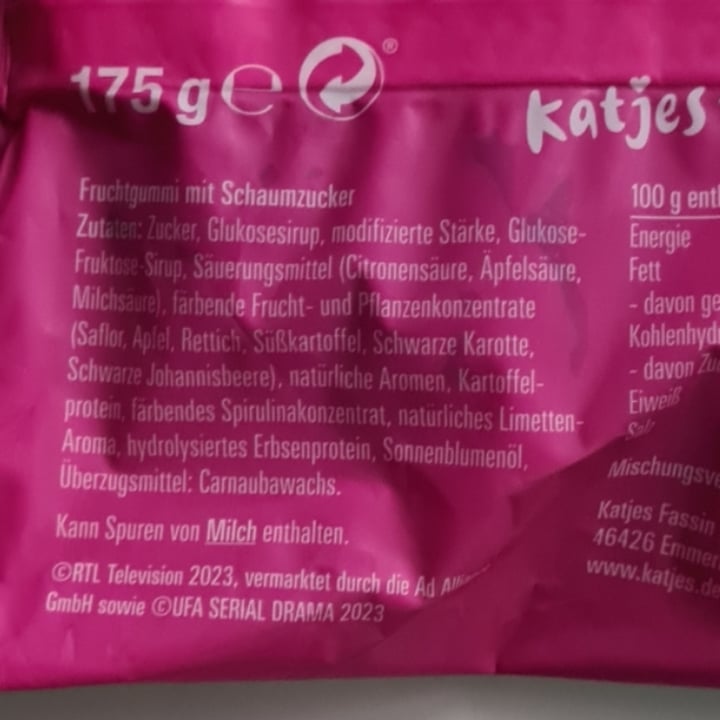 175 g e
®
katjes
Fruchtgummi mit Schaumzucker
Zutaten: Zucker, Glukosesirup, modifizierte Stärke, Glukose-
Fruktose-Sirup, Säuerungsmittel (Citronensäure, Äpfelsäure,
Milchsäure), färbende Frucht- und Pflanzenkonzentrate
(Saflor, Apfel, Rettich, Süßkartoffel, Schwarze Karotte,
Schwarze Johannisbeere), natürliche Aromen, Kartoffel-
protein, färbendes Spirulinakonzentrat, natürliches Limetten-
Aroma, hydrolysiertes Erbsenprotein, Sonnenblumenöl,
Überzugsmittel: Carnaubawachs.
Kann Spuren von Milch enthalten.
©RTL Television 2023, vermarktet durch die Ad
GmbH sowie ©UFA SERIAL DRAMA 2023
100 g
Energie
Fett
- davon
- davon
Eiweiß
Salz
Katjes Fassin
46426
www.katjes.de